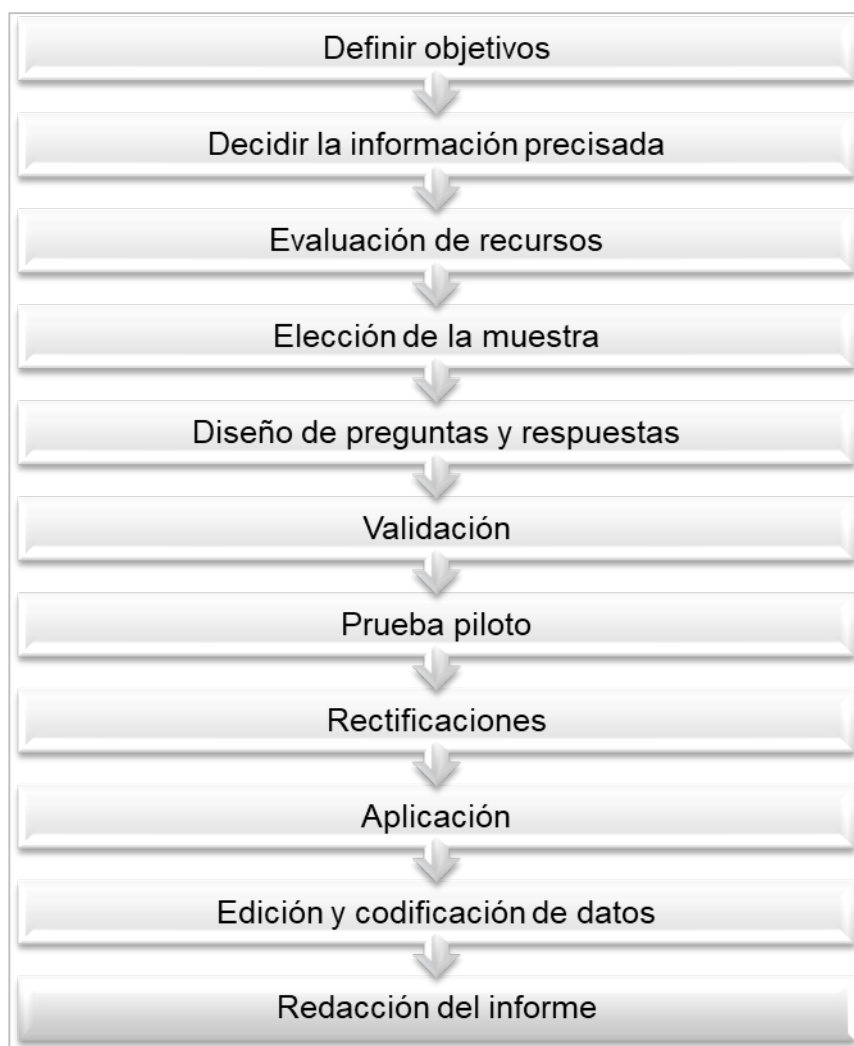 Definir objetivos
Decidir la información precisada
Evaluación de recursos
Elección de la muestra
Diseño de preguntas y respuestas
Validación
Prueba piloto
Rectificaciones
Aplicación
Edición y codificación de datos
Redacción del informe